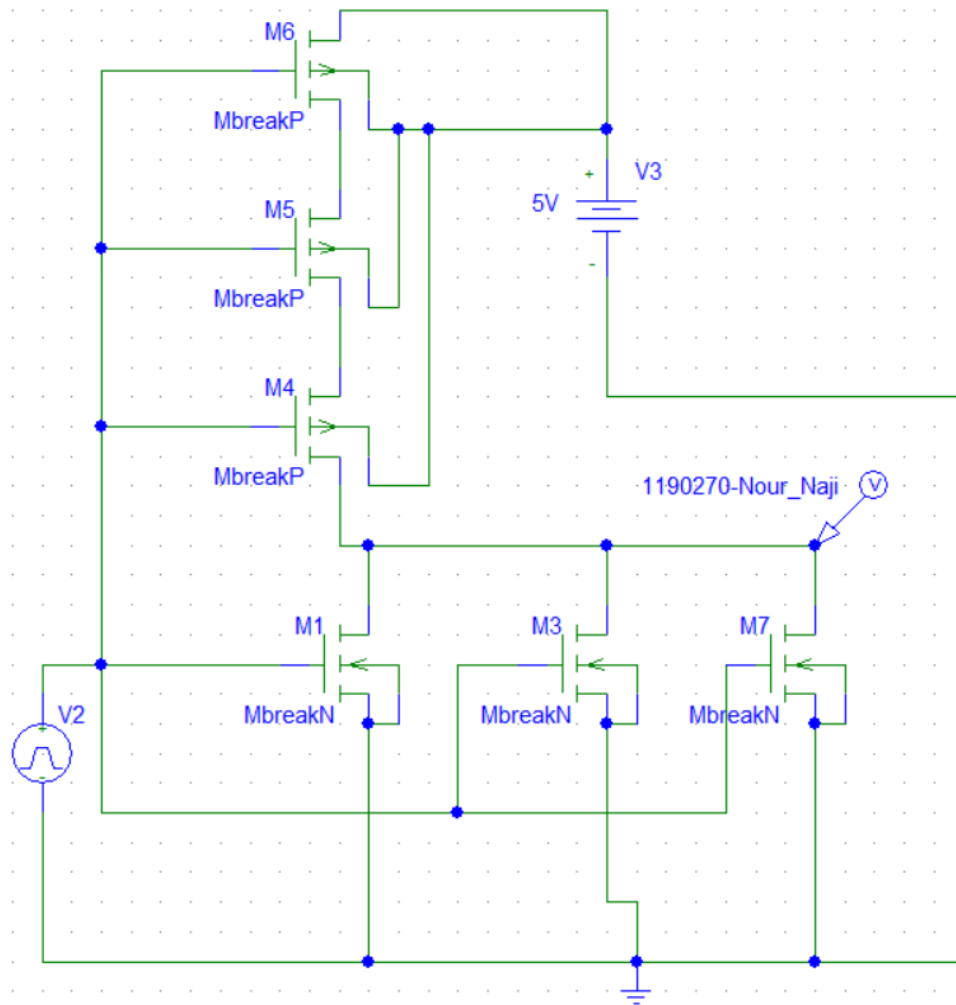 M6
MbreakP
V3
5V
+
-
M5
MbreakP
M4
MbreakP
1190270-Nour_Naji
V
M1
MbreakN
M3
MbreakN
M7
MbreakN
V2
+
-